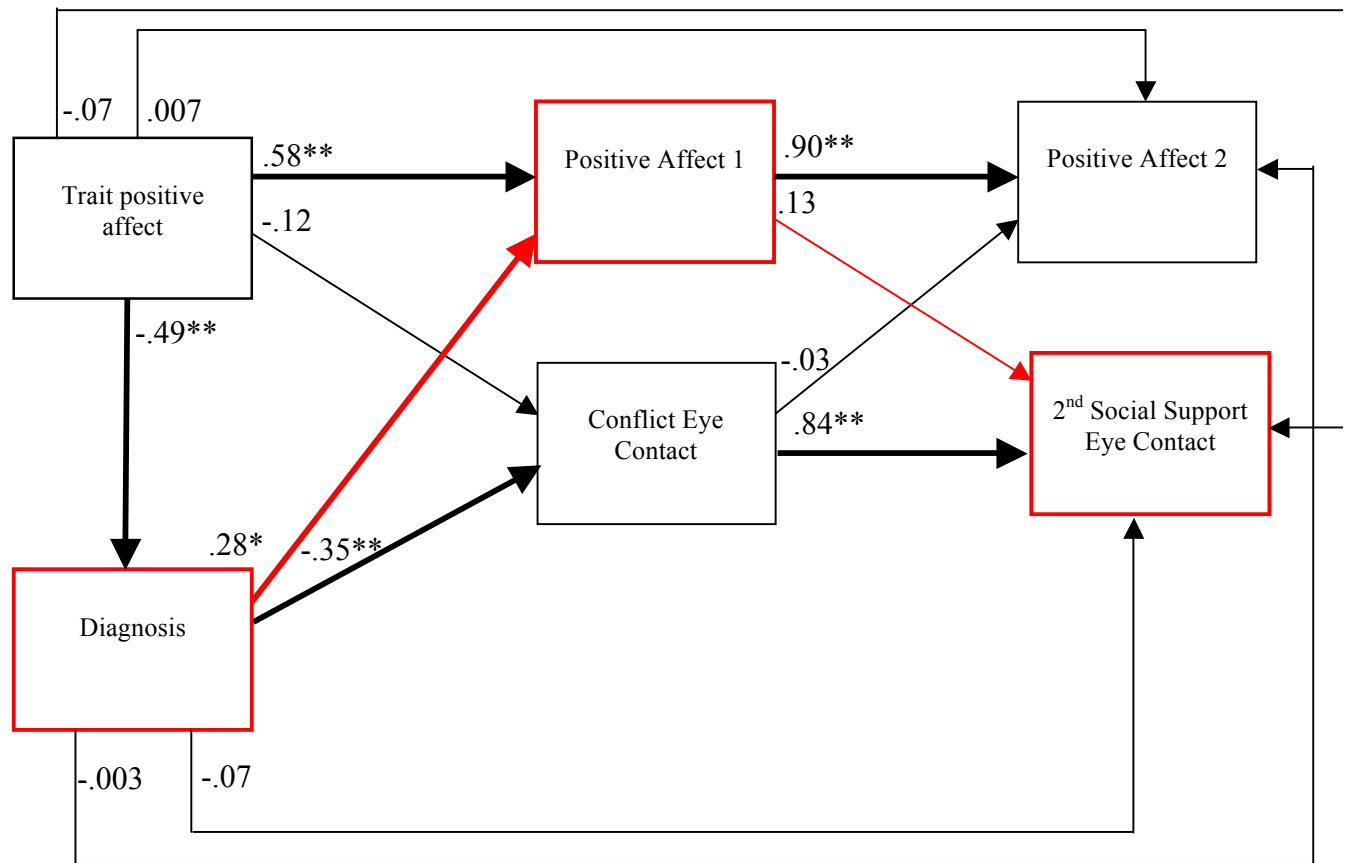 -.07
.007
.58**
Positive Affect 1
.90**
Positive Affect 2
Trait positive
affect
-.12
.13
-.49**
-.03
Conflict Eye
Contact
.84**
2nd Social Support
Eye Contact
.28*
-.35**
Diagnosis
-.003
-.07